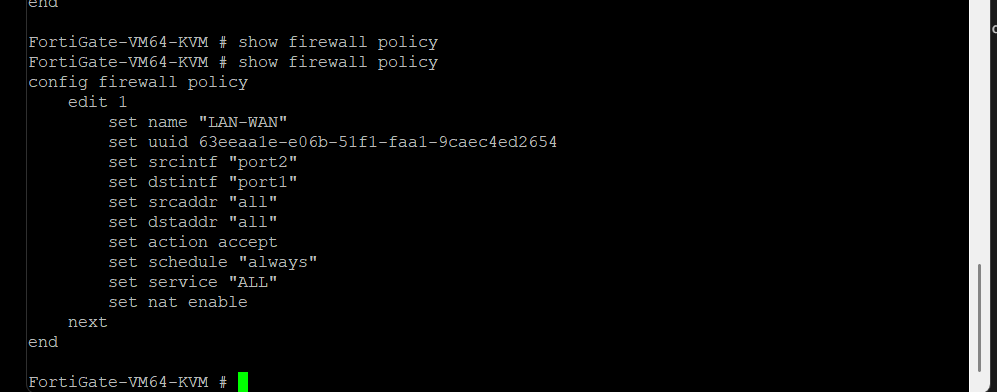 end
FortiGate-VM64-KVM # show firewall policy
FortiGate-VM64-KVM # show firewall policy
config firewall policy
    edit 1
        set name "LAN-WAN"
        set uuid 63eeaa1e-e06b-51f1-faa1-9caec4ed2654
        set srcintf "port2"
        set dstintf "port1"
        set srcaddr "all"
        set dstaddr "all"
        set action accept
        set schedule "always"
        set service "ALL"
        set nat enable
    next
end
FortiGate-VM64-KVM #